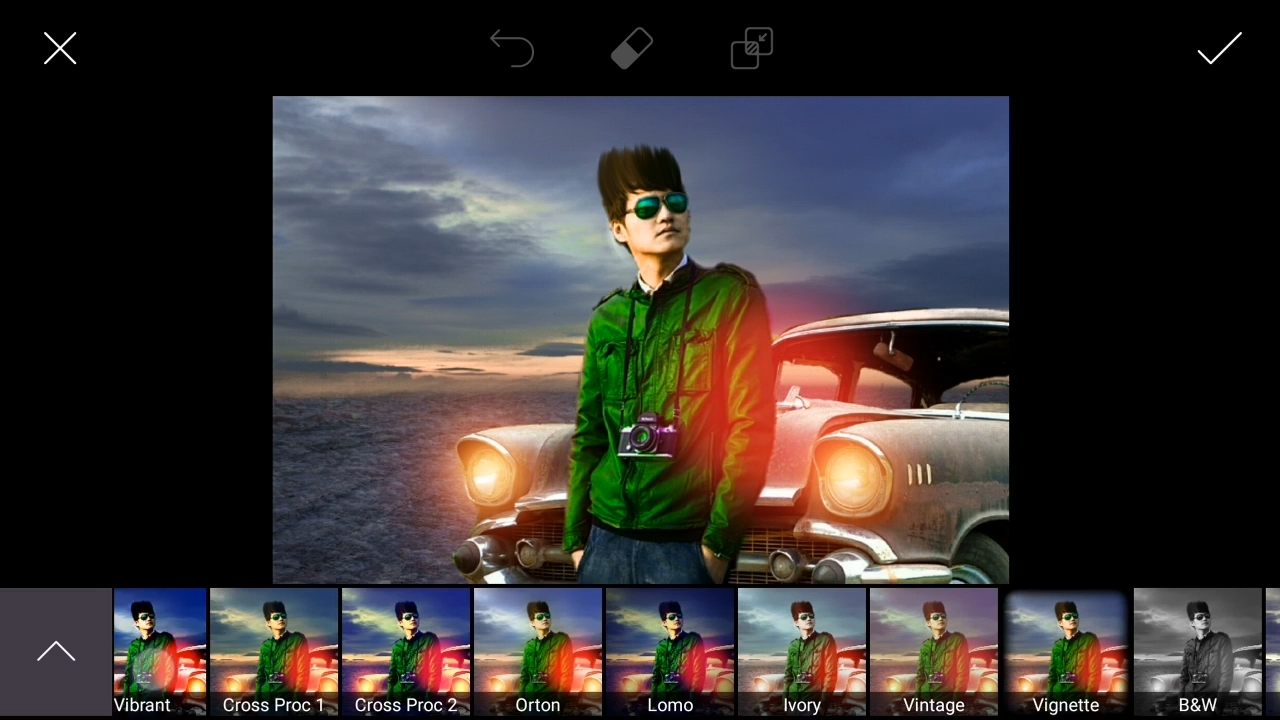 Vibrant
Cross Proc 1
Cross Proc 2
Orton
Lomo
Ivory
Vintage
Vignette
B&W